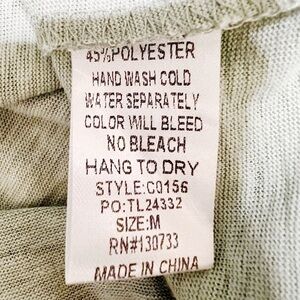 45%POLYESTER
HAND WASH COLD
WATER SEPARATELY
COLOR WILL BLEED
NO BLEACH
HANG TO DRY
STYLE:C0156
PO:TL24332
SIZE:M
RN#130733
MADE IN CHINA